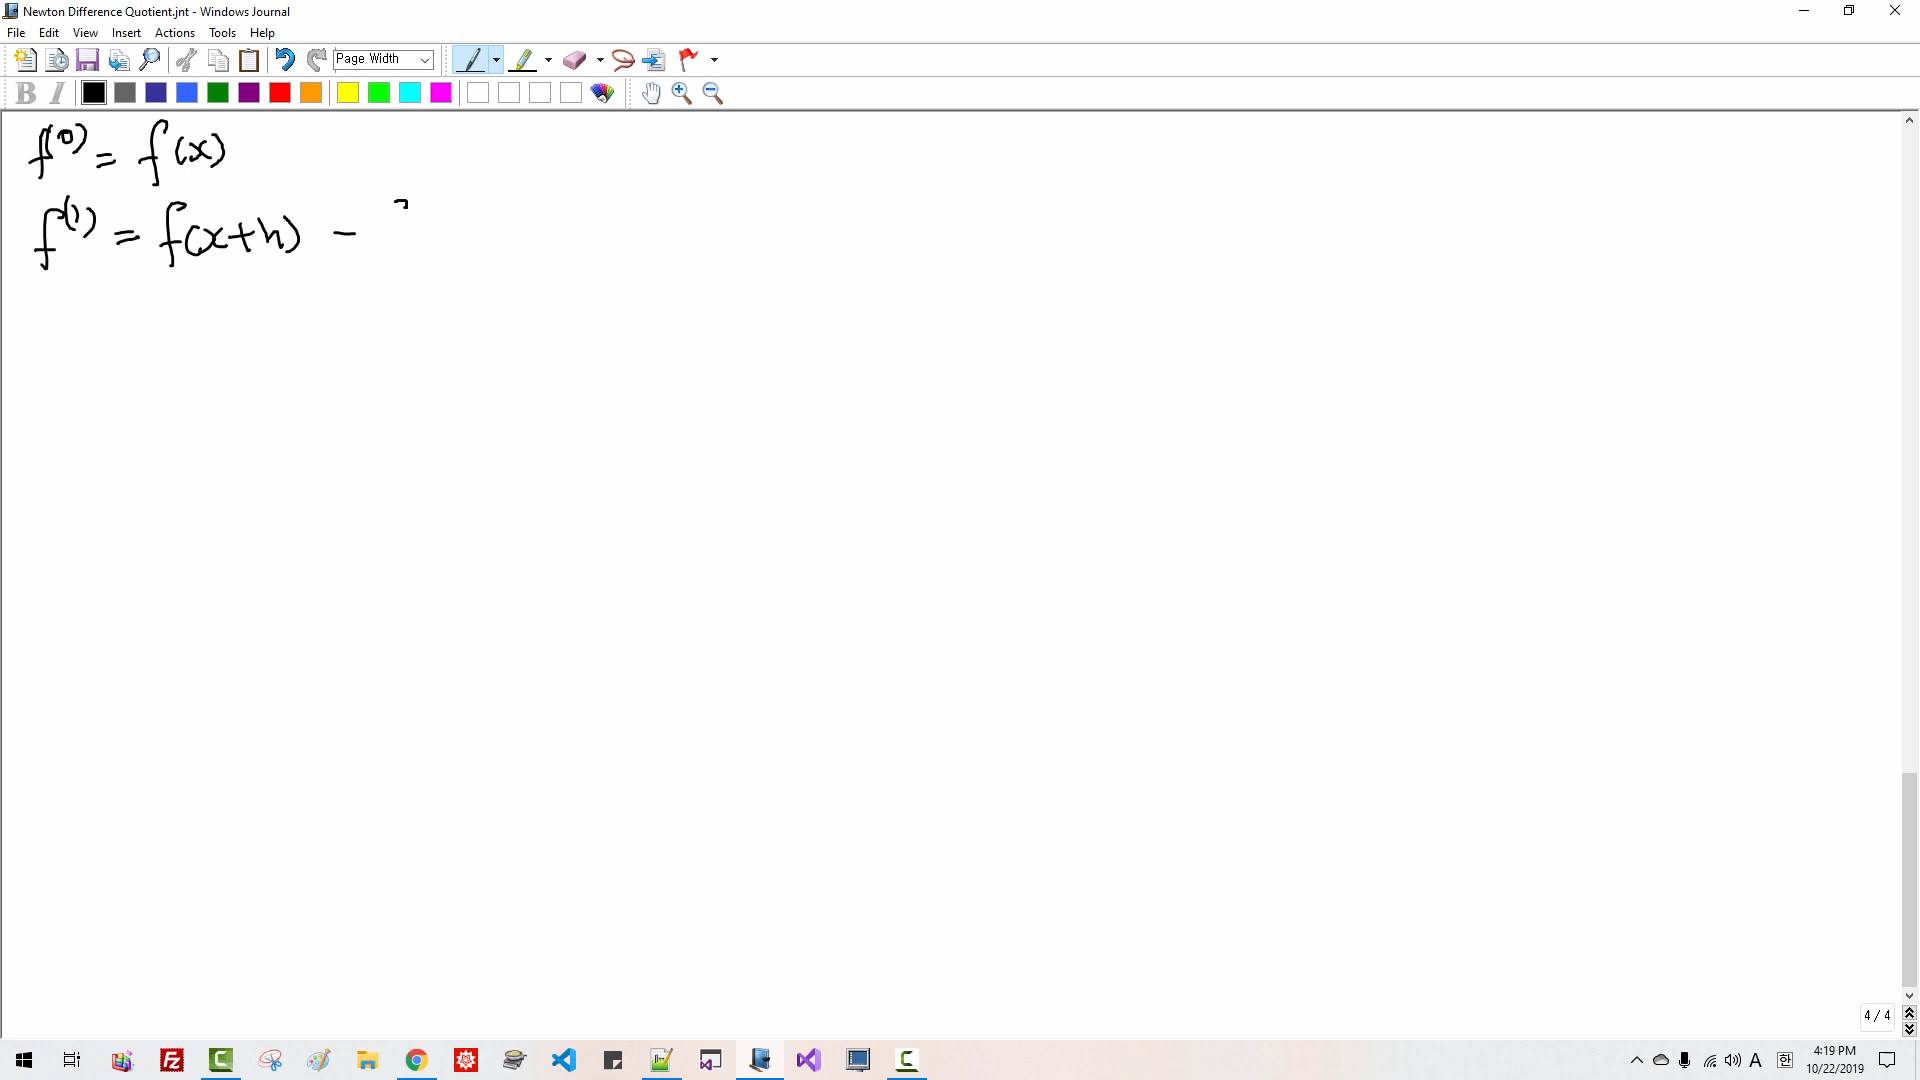 Newton Difference Quotient.jnt - Windows Journal
File Edit View Insert Actions Tools Help
Page Width
B I
f⁽⁰⁾ = f(x)
f⁽¹⁾ = f(x+h) -
4 / 4
A 한 4:19 PM
10/22/2019